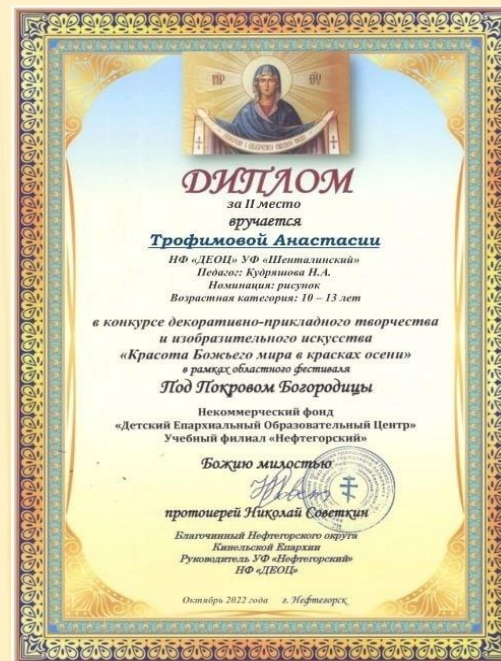 МР ѲУ
ДИПЛОМ
за II место
вручается
Трофимовой Анастасии
НФ «ДЕОЦ» УФ «Шенталинский»
Педагог: Кудряшова Н.А.
Номинация: рисунок
Возрастная категория: 10 – 13 лет
в конкурсе декоративно-прикладного творчества
и изобразительного искусства
«Красота Божьего мира в красках осени»
в рамках областного фестиваля
Под Покровом Богородицы
Некоммерческий фонд
«Детский Епархиальный Образовательный Центр»
Учебный филиал «Нефтегорский»
Божию милостью
протоиерей Николай Советкин
Благочинный Нефтегорского округа
Кинельской Епархии
Руководитель УФ «Нефтегорский»
НФ «ДЕОЦ»
Октябрь 2022 года г. Нефтегорск